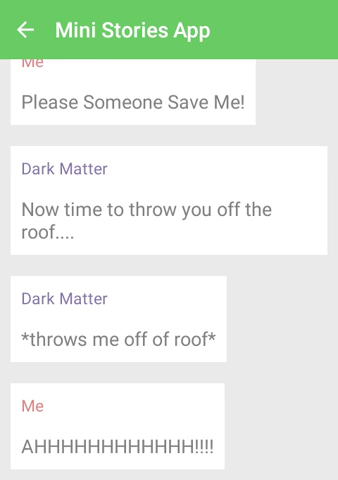 Mini Stories App
Me
Please Someone Save Me!
Dark Matter
Now time to throw you off the
roof....
Dark Matter
*throws me off of roof*
Me
AHHHHHHHHHHHH!!!!